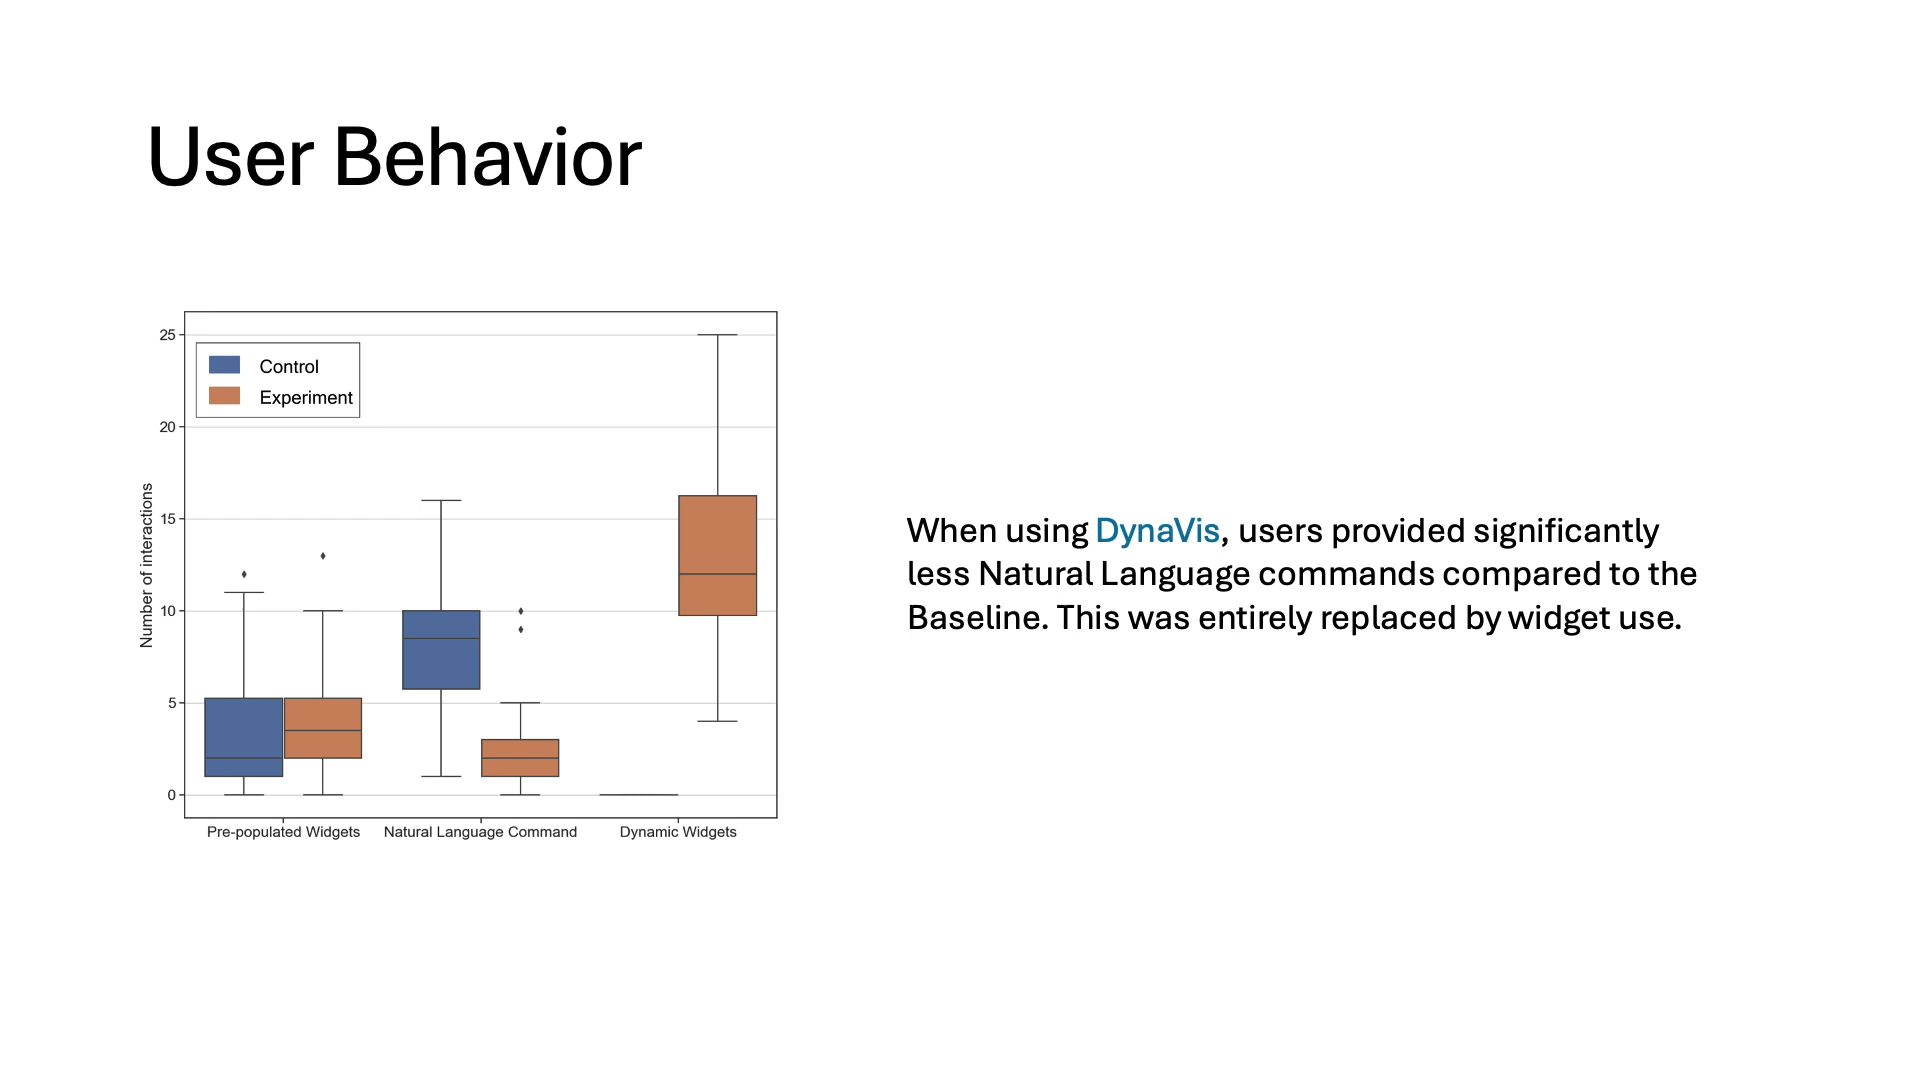 User Behavior
25
20
15
10
5
0
Number of interactions
Control
Experiment
Pre-populated Widgets
Natural Language Command
Dynamic Widgets
When using DynaVis, users provided significantly
less Natural Language commands compared to the
Baseline. This was entirely replaced by widget use.